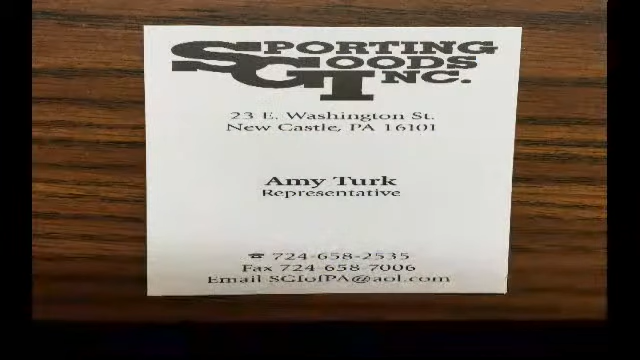 SPORTING
GOODS
INC.
23 E. Washington St.
New Castle, PA 16101
Amy Turk
Representative
☎ 724-658-2535
Fax 724-658-7006
Email SGIofPA@aol.com